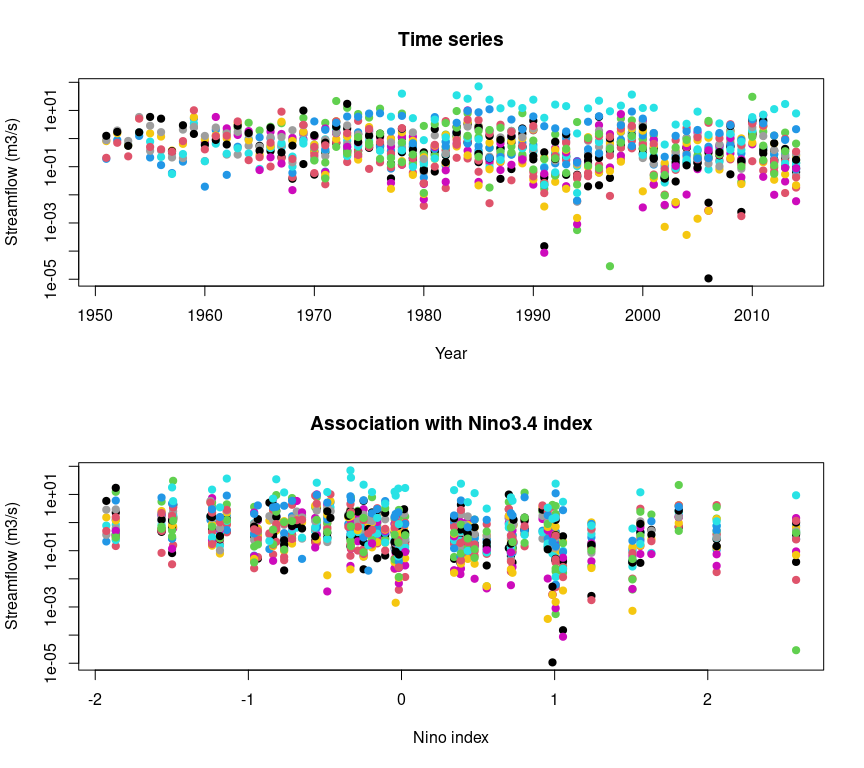 Time series
Streamflow (m3/s)
1e+01
1e-01
1e-03
1e-05
1950 1960 1970 1980 1990 2000 2010
Year
Association with Nino3.4 index
Streamflow (m3/s)
1e+01
1e-01
1e-03
1e-05
-2 -1 0 1 2
Nino index